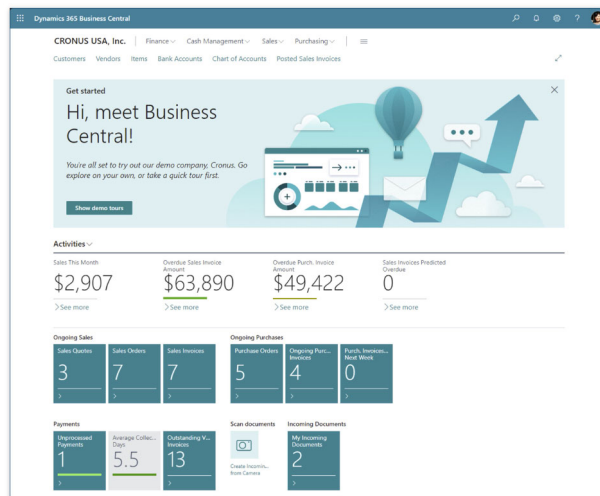 Dynamics 365 Business Central
?
CRONUS USA, Inc. Finance Cash Management Sales Purchasing
Customers Vendors Items Bank Accounts Chart of Accounts Posted Sales Invoices
Get started
Hi, meet Business
Central!
You're all set to try out our demo company, Cronus. Go
explore on your own, or take a quick tour first.
Show demo tours
Activities
Sales This Month
$2,907
>See more
Overdue Sales Invoice
Amount
$63,890
>See more
Overdue Purch. Invoice
Amount
$49,422
>See more
Sales Invoices Predicted
Overdue
0
>See more
Ongoing Sales
Sales Quotes
3
Sales Orders
7
Sales Invoices
7
Ongoing Purchases
Purchase Orders
5
Ongoing Purc...
Invoices
4
Purch. Invoices...
Next Week
0
Payments
Unprocessed
Payments
1
Average Collec...
Days
5.5
Outstanding V...
Invoices
13
Scan documents
Create Incomin...
from Camera
Incoming Documents
My Incoming
Documents
2